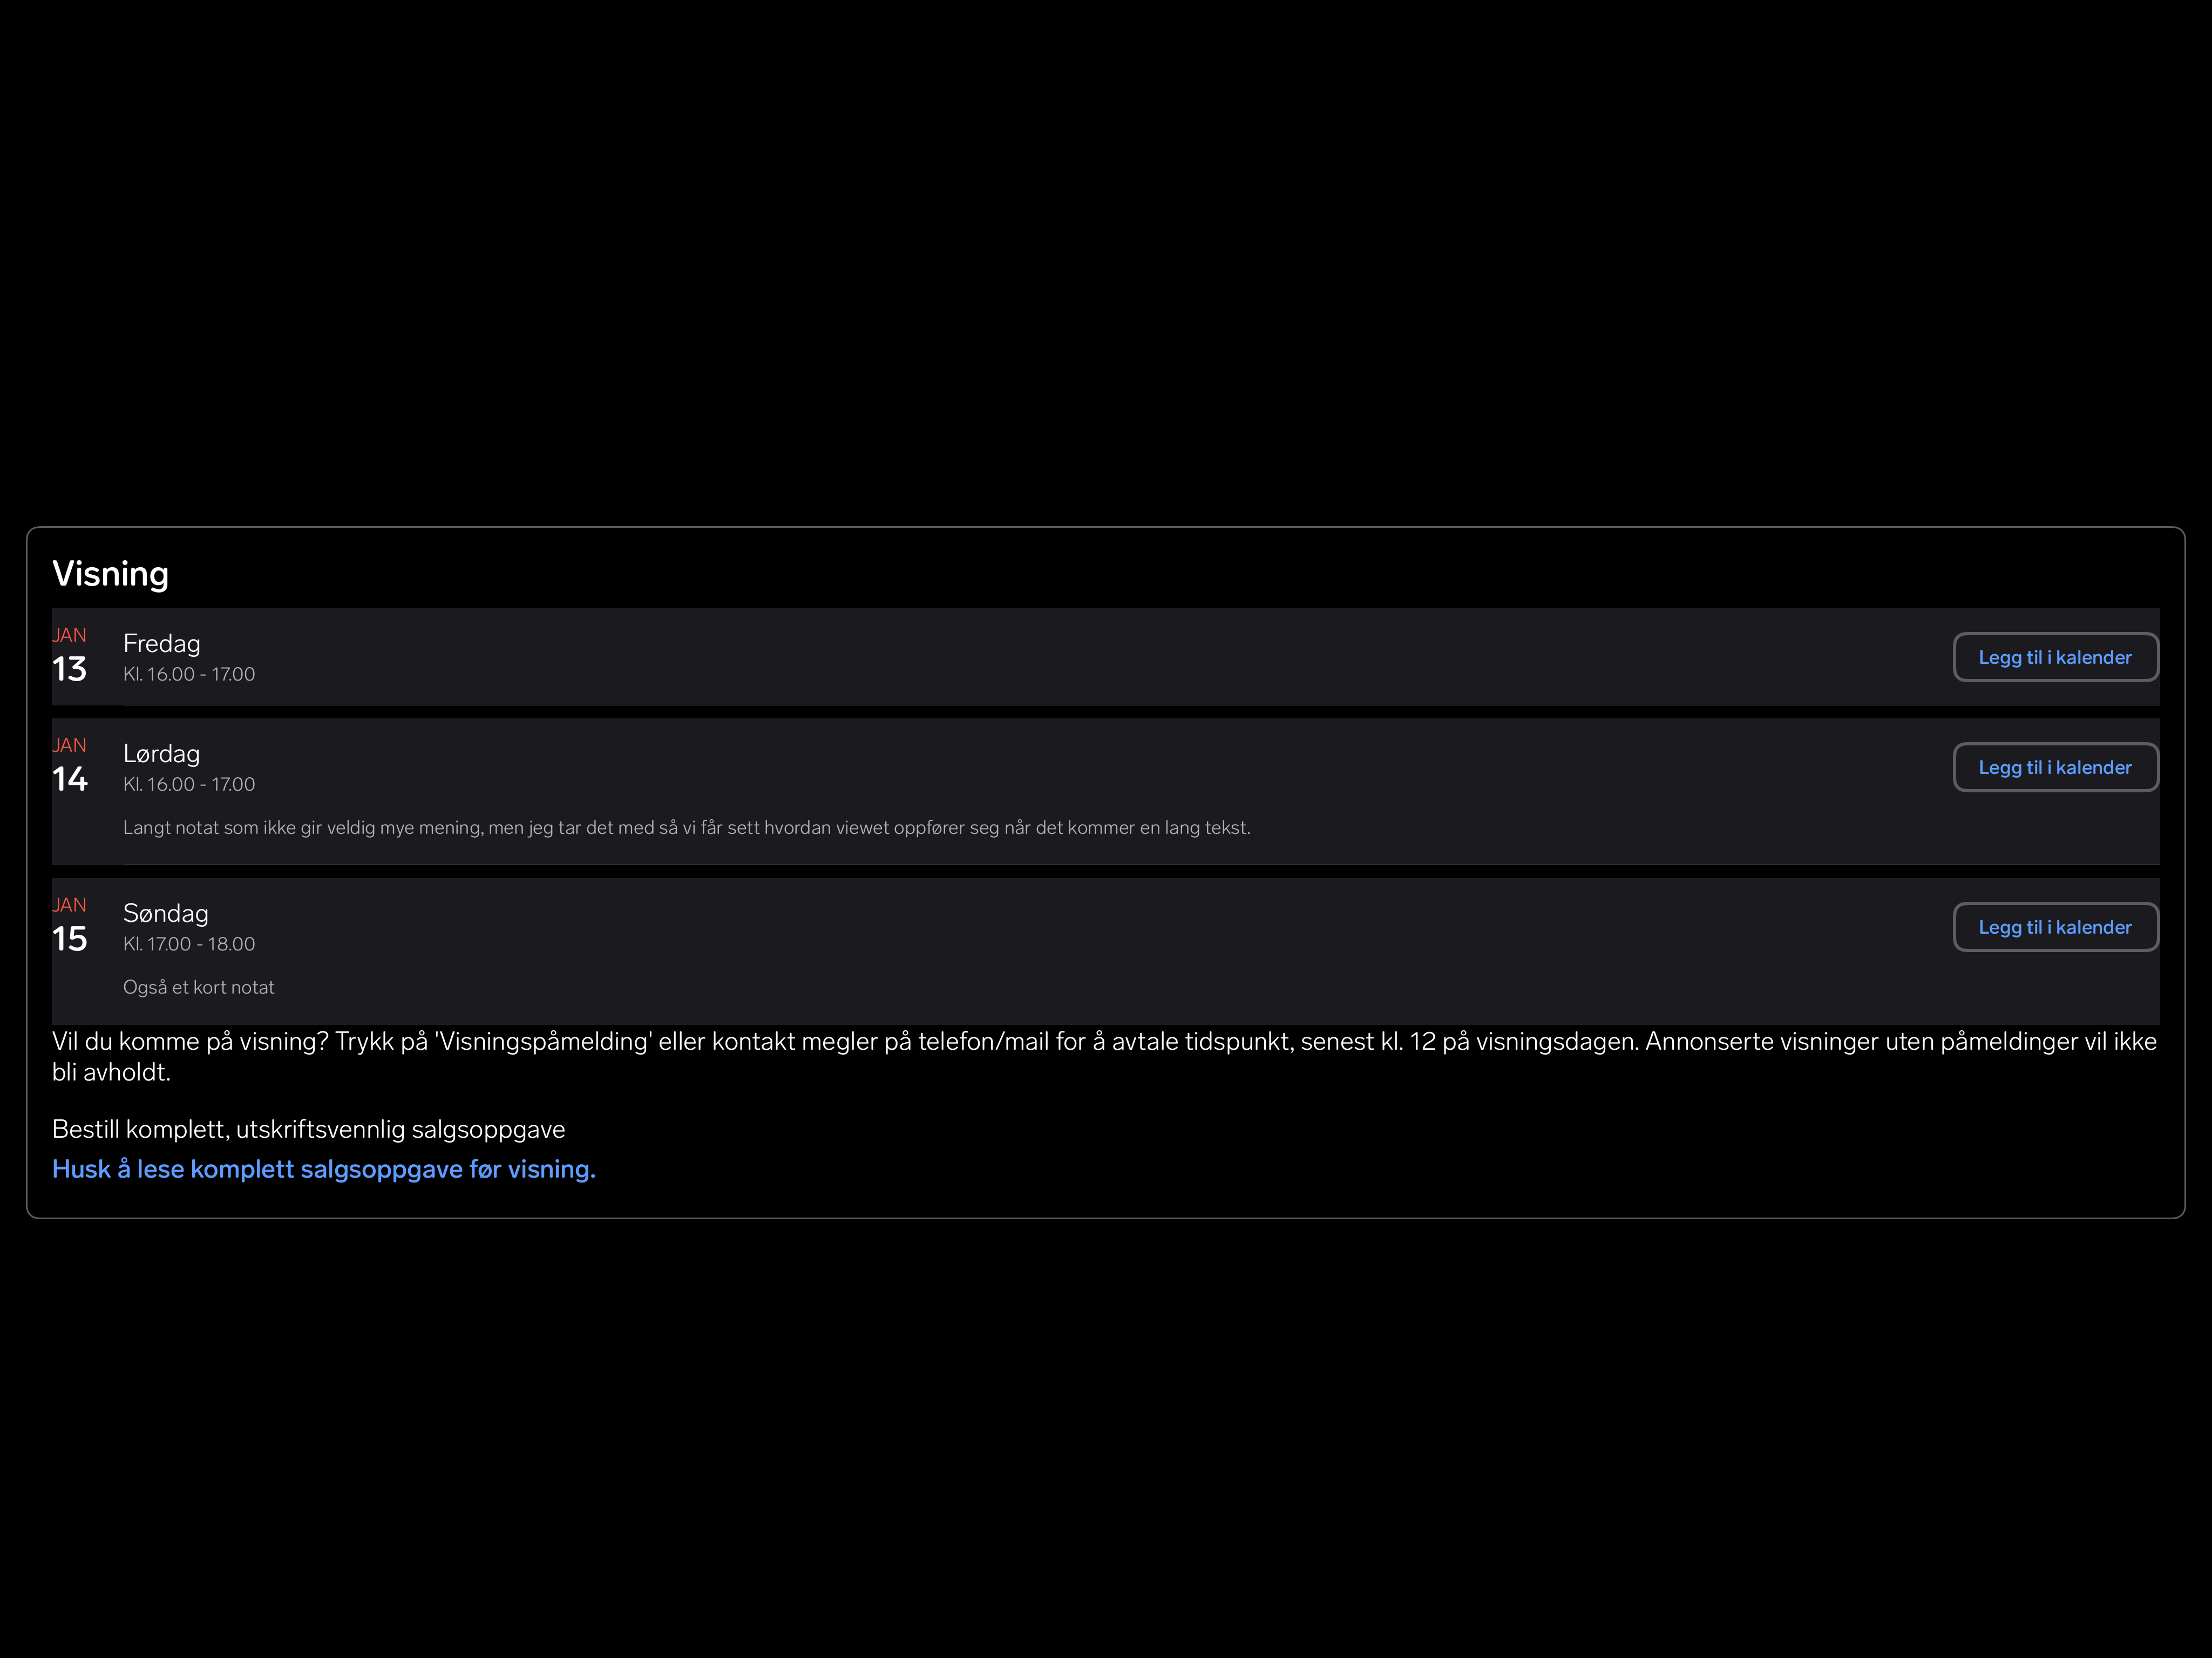 Visning
JAN
13
Fredag
Kl. 16.00 - 17.00
Legg til i kalender
JAN
14
Lørdag
Kl. 16.00 - 17.00
Legg til i kalender
Langt notat som ikke gir veldig mye mening, men jeg tar det med så vi får sett hvordan viewet oppfører seg når det kommer en lang tekst.
JAN
15
Søndag
Kl. 17.00 - 18.00
Legg til i kalender
Også et kort notat
Vil du komme på visning? Trykk på 'Visningspåmelding' eller kontakt megler på telefon/mail for å avtale tidspunkt, senest kl. 12 på visningsdagen. Annonserte visninger uten påmeldinger vil ikke
bli avholdt.
Bestill komplett, utskriftsvennlig salgsoppgave
Husk å lese komplett salgsoppgave før visning.